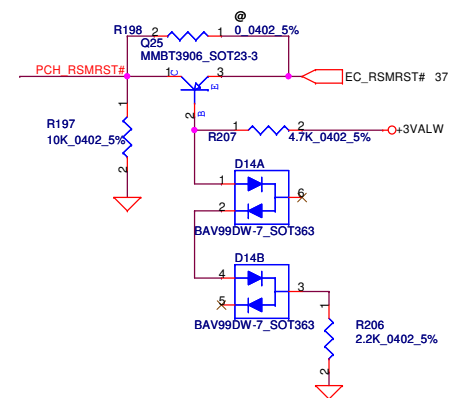 @
R198 2 1 0_0402_5%
Q25
MMBT3906_SOT23-3
PCH_RSMRST# 1 C 3 E EC_RSMRST# 37
B
2
1
R197
10K_0402_5%
2
1 2 +3VALW
R207 4.7K_0402_5%
D14A
1
6
2
BAV99DW-7_SOT363
D14B
4
3
5
BAV99DW-7_SOT363
1
R206
2.2K_0402_5%
2